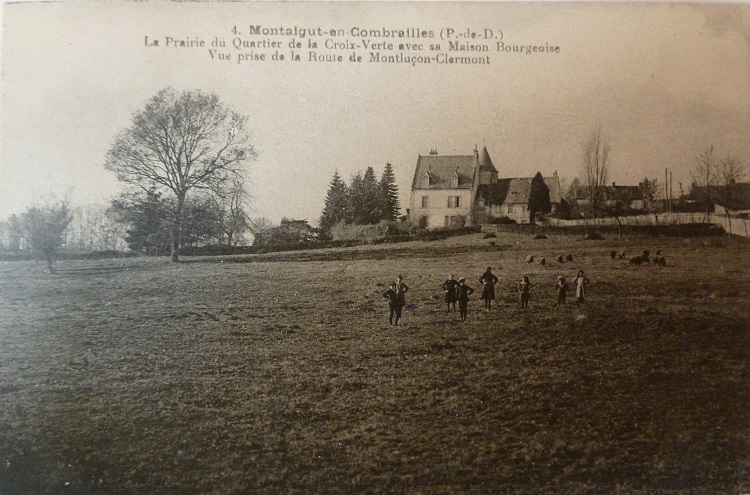 4. Montaigut-en-Combrailles (P.-de-D.)
La Prairie du Quartier de la Croix-Verte avec sa Maison Bourgeoise
Vue prise de la Route de Montluçon-Clermont